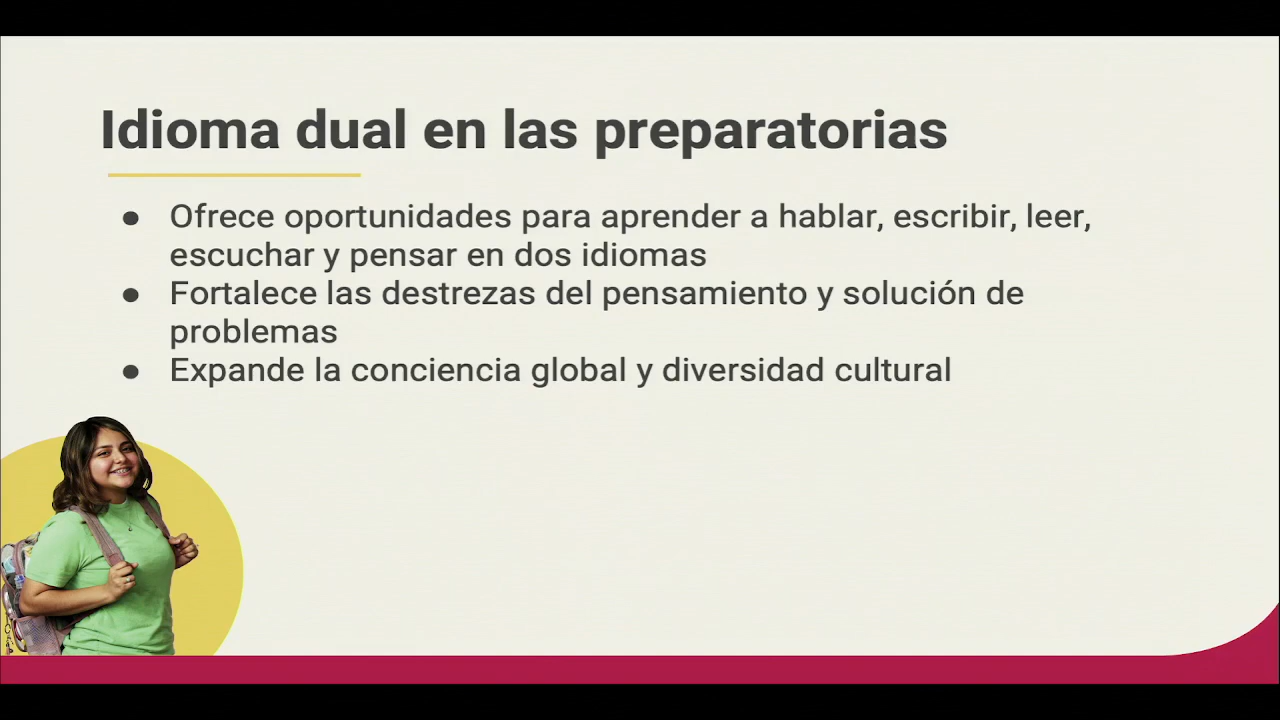 Idioma dual en las preparatorias
● Ofrece oportunidades para aprender a hablar, escribir, leer,
escuchar y pensar en dos idiomas
● Fortalece las destrezas del pensamiento y solución de
problemas
● Expande la conciencia global y diversidad cultural